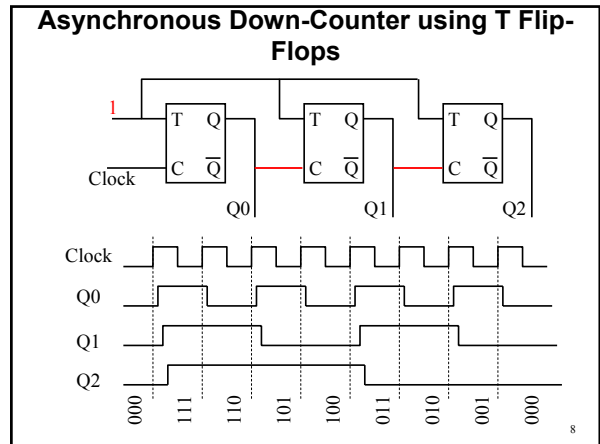 Asynchronous Down-Counter using T Flip-
Flops
1
T Q T Q T Q
C Q C Q C Q
Clock
Q0 Q1 Q2
Clock
Q0
Q1
Q2
000 111 110 101 100 011 010 001 000
8